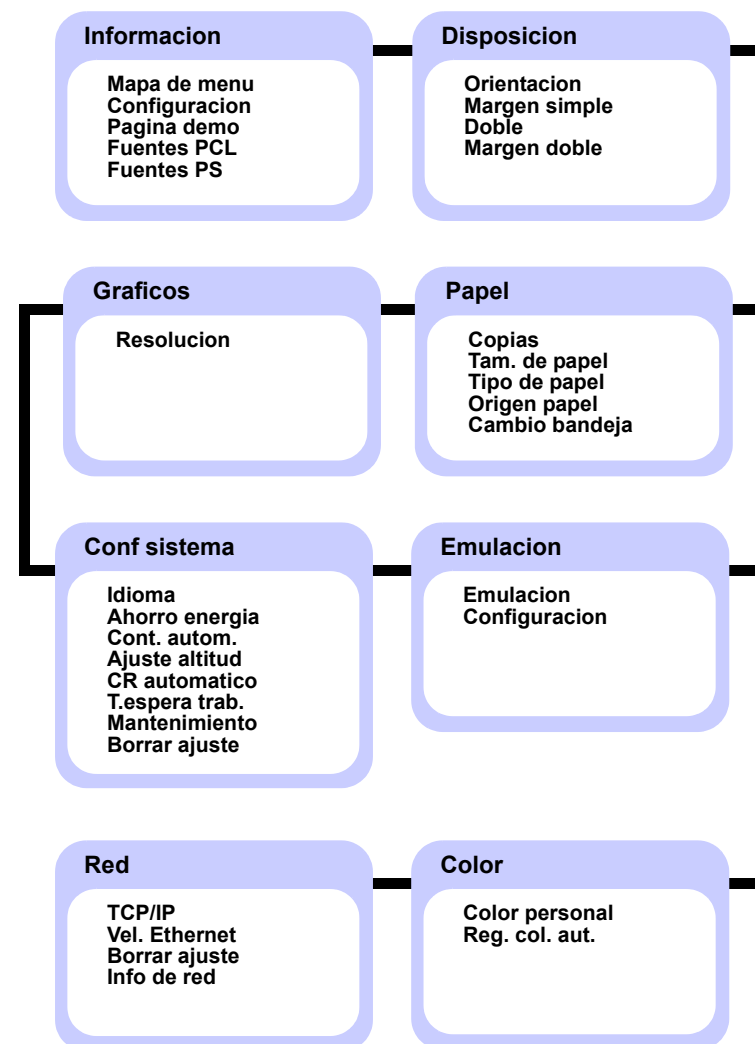 Informacion
Mapa de menu
Configuracion
Pagina demo
Fuentes PCL
Fuentes PS
Disposicion
Orientacion
Margen simple
Doble
Margen doble
Graficos
Resolucion
Papel
Copias
Tam. de papel
Tipo de papel
Origen papel
Cambio bandeja
Conf sistema
Idioma
Ahorro energia
Cont. autom.
Ajuste altitud
CR automatico
T.espera trab.
Mantenimiento
Borrar ajuste
Emulacion
Emulacion
Configuracion
Red
TCP/IP
Vel. Ethernet
Borrar ajuste
Info de red
Color
Color personal
Reg. col. aut.